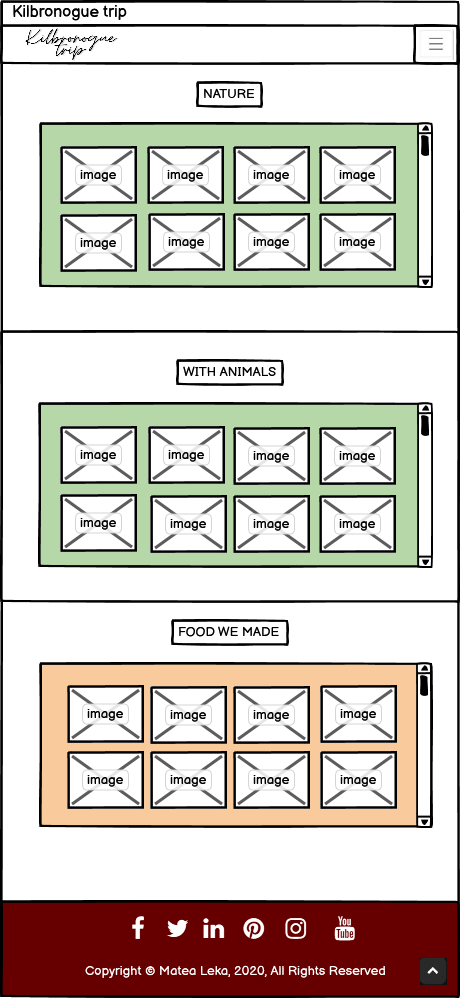 Kilbronogue trip
Kilbronogue
trip
NATURE
image image image image
image image image image
WITH ANIMALS
image image image image
image image image image
FOOD WE MADE
image image image image
image image image image
You
Tube
Copyright © Matea Leka, 2020, All Rights Reserved